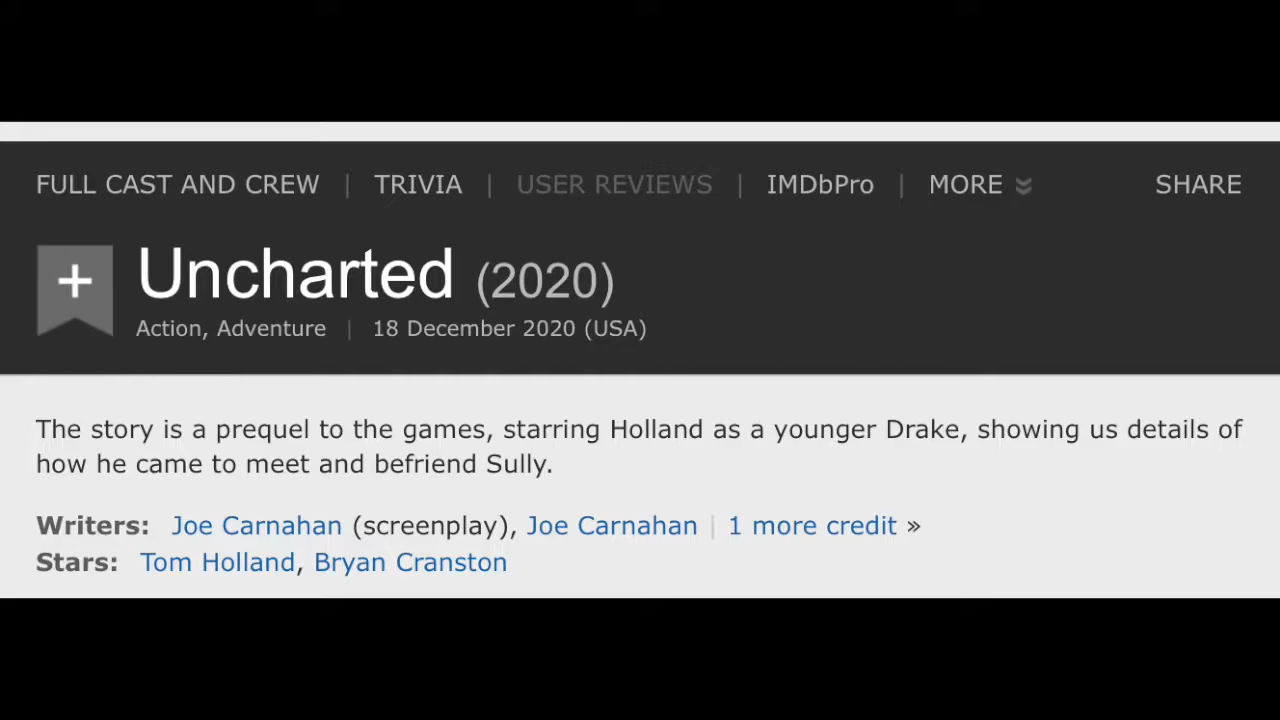 FULL CAST AND CREW | TRIVIA | USER REVIEWS | IMDbPro | MORE SHARE
+ Uncharted (2020)
Action, Adventure | 18 December 2020 (USA)
The story is a prequel to the games, starring Holland as a younger Drake, showing us details of
how he came to meet and befriend Sully.
Writers: Joe Carnahan (screenplay), Joe Carnahan | 1 more credit »
Stars: Tom Holland, Bryan Cranston